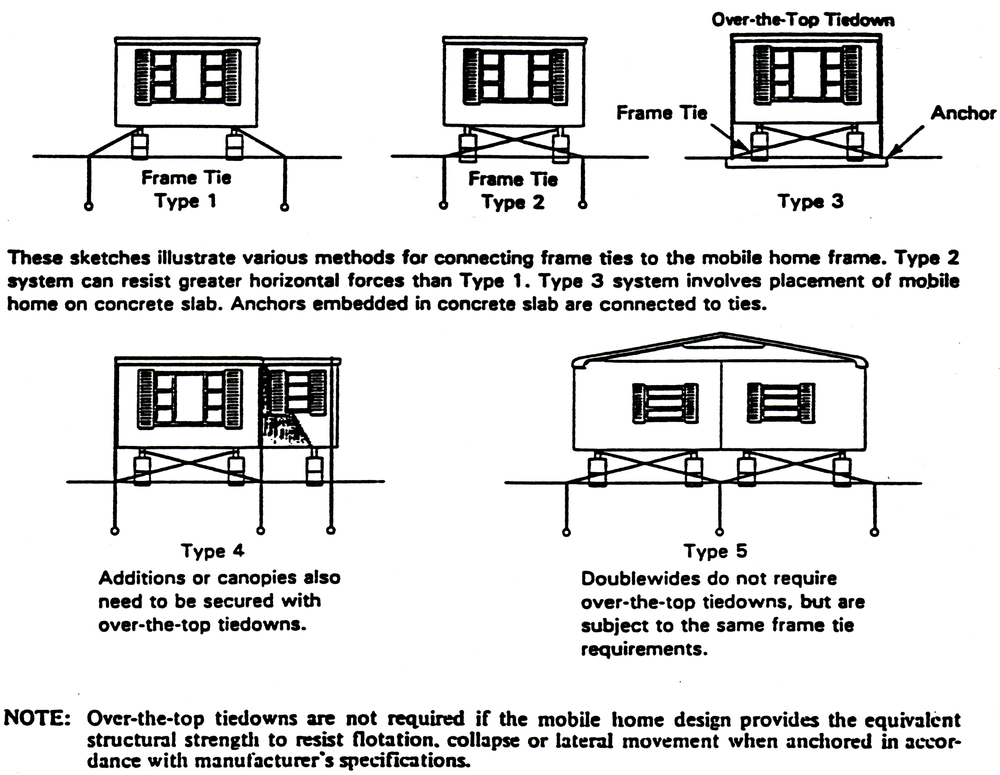 Over-the-Top Tiedown
Frame Tie
Anchor
Frame Tie
Type 1
Frame Tie
Type 2
Type 3
These sketches illustrate various methods for connecting frame ties to the mobile home frame. Type 2
system can resist greater horizontal forces than Type 1. Type 3 system involves placement of mobile
home on concrete slab. Anchors embedded in concrete slab are connected to ties.
Type 4
Additions or canopies also
need to be secured with
over-the-top tiedowns.
Type 5
Doublewides do not require
over-the-top tiedowns, but are
subject to the same frame tie
requirements.
NOTE: Over-the-top tiedowns are not required if the mobile home design provides the equivalent
structural strength to resist flotation. collapse or lateral movement when anchored in accor-
dance with manufacturer's specifications.